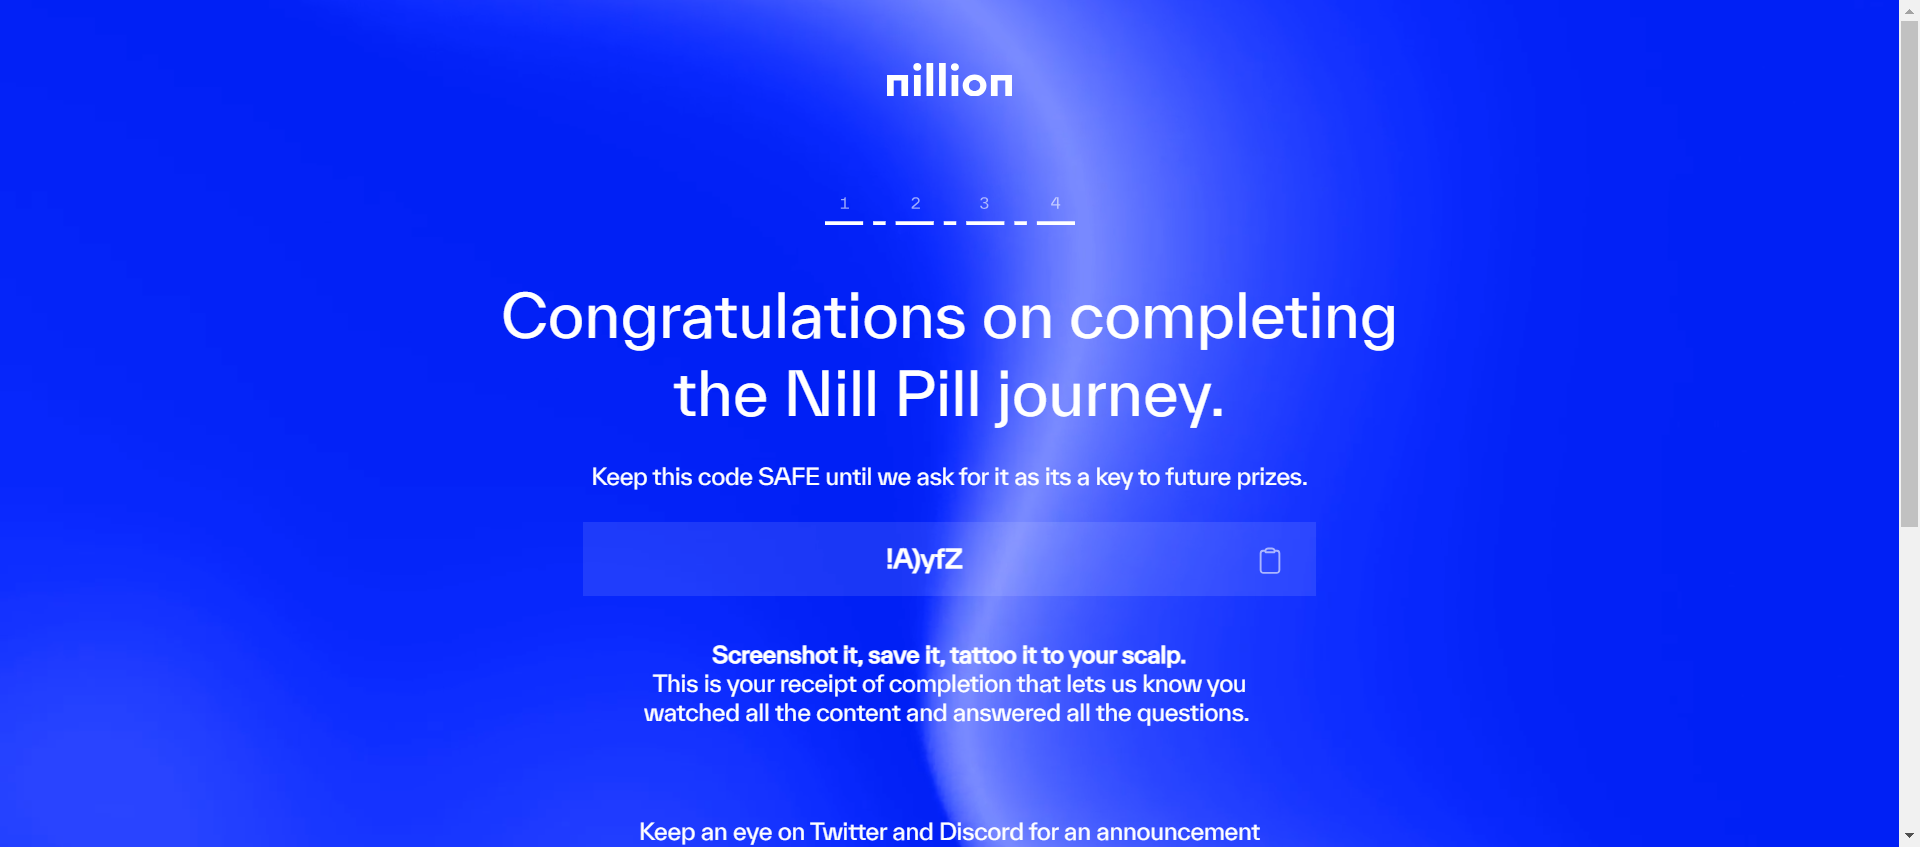 nillion
1 2 3 4
Congratulations on completing
the Nill Pill journey.
Keep this code SAFE until we ask for it as its a key to future prizes.
!A)yfZ
Screenshot it, save it, tattoo it to your scalp.
This is your receipt of completion that lets us know you
watched all the content and answered all the questions.
Keep an eye on Twitter and Discord for an announcement